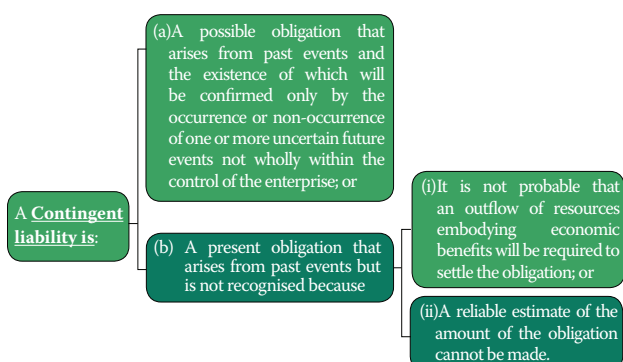 (a)A possible obligation that
arises from past events and
the existence of which will
be confirmed only by the
occurrence or non-occurrence
of one or more uncertain future
events not wholly within the
control of the enterprise; or
A Contingent
liability is:
(b) A present obligation that
arises from past events but
is not recognised because
(i)It is not probable that
an outflow of resources
embodying economic
benefits will be required to
settle the obligation; or
(ii)A reliable estimate of the
amount of the obligation
cannot be made.